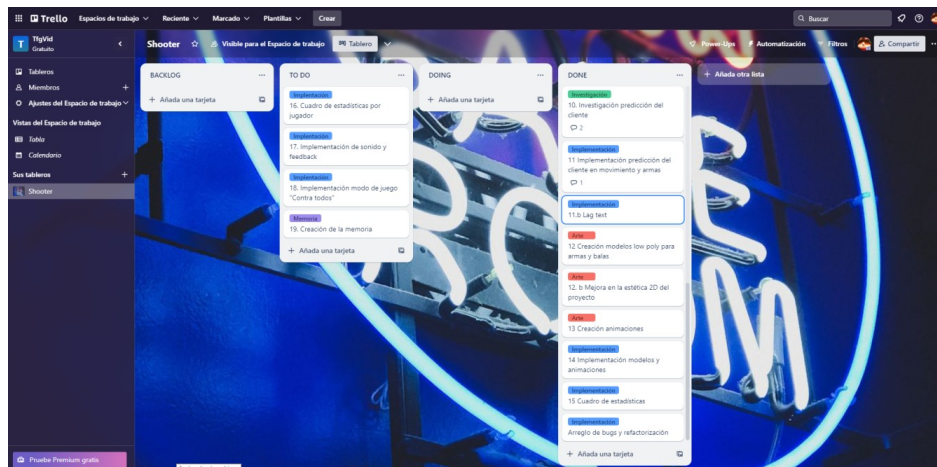 Trello
Espacios de trabajo
Reciente
Marcado
Plantillas
Crear
Buscar
T
TfgVid
Gratuito
Shooter
Visible para el Espacio de trabajo
Tablero
Power-Ups
Automatización
Filtros
Compartir
Tableros
Miembros
Ajustes del Espacio de trabajo
Vistas del Espacio de trabajo
Tabla
Calendario
Sus tableros
Shooter
Pruebe Premium gratis
BACKLOG
+ Añada una tarjeta
TO DO
Implentación
16. Cuadro de estadísticas por
jugador
Implentación
17. Implementación de sonido y
feedback
Implentación
18. Implementación modo de juego
"Contra todos"
Memoria
19. Creación de la memoria
+ Añada una tarjeta
DOING
+ Añada una tarjeta
DONE
Investigación
10. Investigación predicción del
cliente
2
Implementación
11 Implementación predicción del
cliente en movimiento y armas
1
Implementación
11.b Lag text
Arte
12 Creación modelos low poly para
armas y balas
Arte
12. b Mejora en la estética 2D del
proyecto
Arte
13 Creación animaciones
Implementación
14 Implementación modelos y
animaciones
Implementación
15 Cuadro de estadísticas
Implementación
Arreglo de bugs y refactorización
+ Añada una tarjeta
+ Añada otra lista